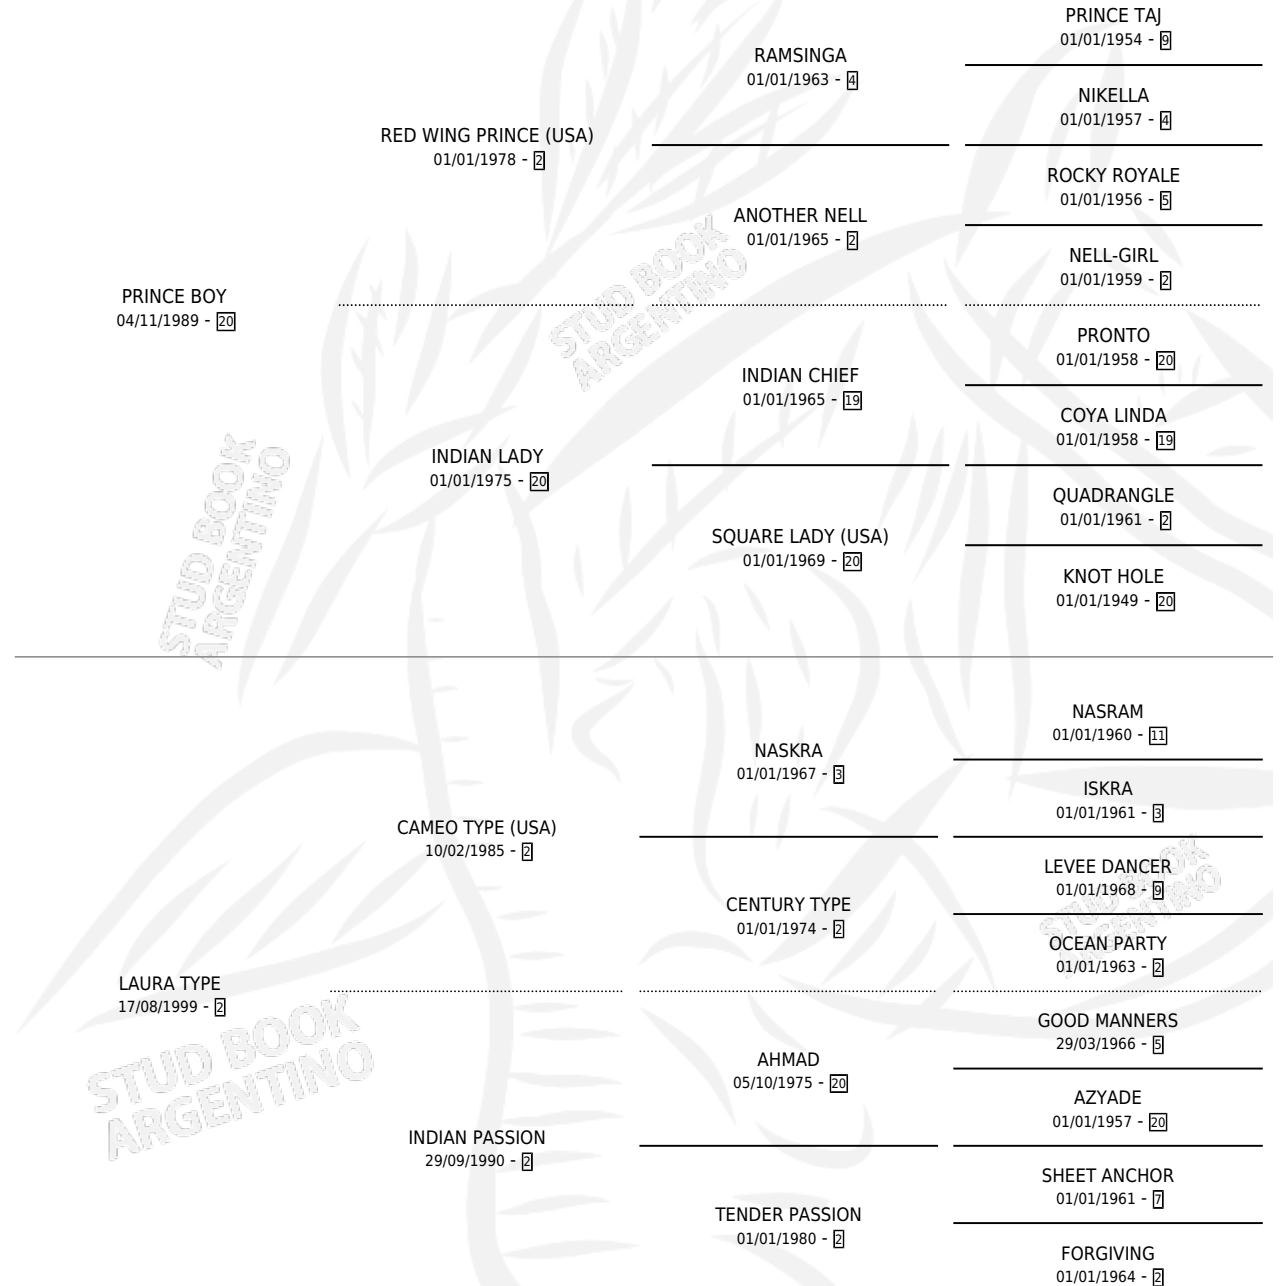 PRINCE TAJ
01/01/1954 - 9
RAMSINGA
01/01/1963 - 4
NIKELLA
01/01/1957 - 4
RED WING PRINCE (USA)
01/01/1978 - 2
ROCKY ROYALE
01/01/1956 - 5
ANOTHER NELL
01/01/1965 - 2
NELL-GIRL
01/01/1959 - 2
PRINCE BOY
04/11/1989 - 20
STUD BOOK
ARGENTINO
PRONTO
01/01/1958 - 20
INDIAN CHIEF
01/01/1965 - 19
COYA LINDA
01/01/1958 - 19
INDIAN LADY
01/01/1975 - 20
QUADRANGLE
01/01/1961 - 2
SQUARE LADY (USA)
01/01/1969 - 20
KNOT HOLE
01/01/1949 - 20
STUD BOOK
ARGENTINO
NASRAM
01/01/1960 - 11
NASKRA
01/01/1967 - 3
ISKRA
01/01/1961 - 3
CAMEO TYPE (USA)
10/02/1985 - 2
LEVEE DANCER
01/01/1968 - 9
CENTURY TYPE
01/01/1974 - 2
OCEAN PARTY
01/01/1963 - 2
STUD BOOK
ARGENTINO
LAURA TYPE
17/08/1999 - 2
GOOD MANNERS
29/03/1966 - 5
AHMAD
05/10/1975 - 20
AZYADE
01/01/1957 - 20
STUD BOOK
ARGENTINO
INDIAN PASSION
29/09/1990 - 2
SHEET ANCHOR
01/01/1961 - 7
TENDER PASSION
01/01/1980 - 2
FORGIVING
01/01/1964 - 2